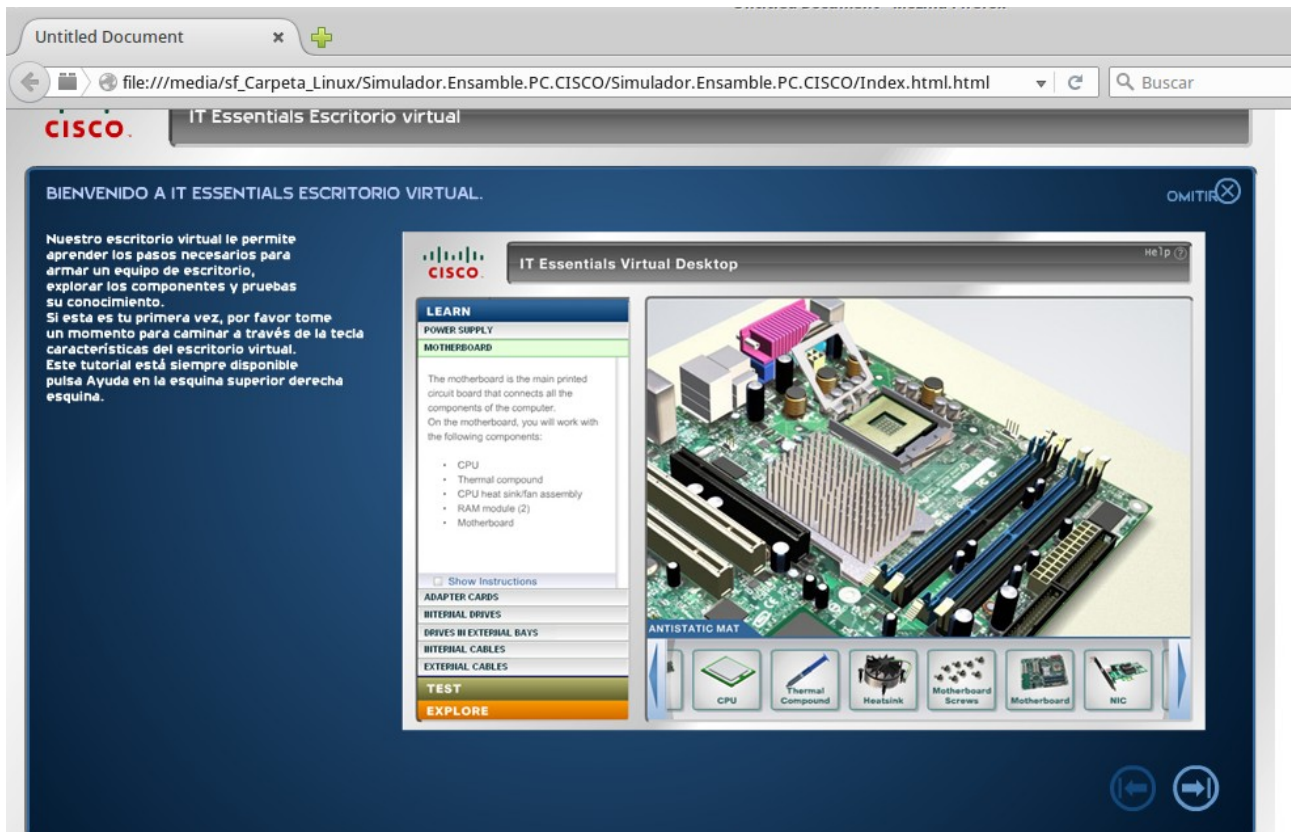 Untitled Document
file:///media/sf_Carpeta_Linux/Simulador.Ensamble.PC.CISCO/Simulador.Ensamble.PC.CISCO/Index.html.html
Buscar
CISCO
IT Essentials Escritorio virtual
BIENVENIDO A IT ESSENTIALS ESCRITORIO VIRTUAL.
OMITIR
Nuestro escritorio virtual le permite
aprender los pasos necesarios para
armar un equipo de escritorio,
explorar los componentes y pruebas
su conocimiento.
Si esta es tu primera vez, por favor tome
un momento para caminar a través de la tecla
características del escritorio virtual.
Este tutorial está siempre disponible
pulsa Ayuda en la esquina superior derecha
esquina.
CISCO
IT Essentials Virtual Desktop
Help ?
LEARN
POWER SUPPLY
MOTHERBOARD
The motherboard is the main printed
circuit board that connects all the
components of the computer.
On the motherboard, you will work with
the following components:
• CPU
• Thermal compound
• CPU heat sink/fan assembly
• RAM module (2)
• Motherboard
Show Instructions
ADAPTER CARDS
INTERNAL DRIVES
DRIVES IN EXTERNAL BAYS
INTERNAL CABLES
EXTERNAL CABLES
TEST
EXPLORE
ANTISTATIC MAT
CPU
Thermal
Compound
Heatsink
Motherboard
Screws
Motherboard
NIC